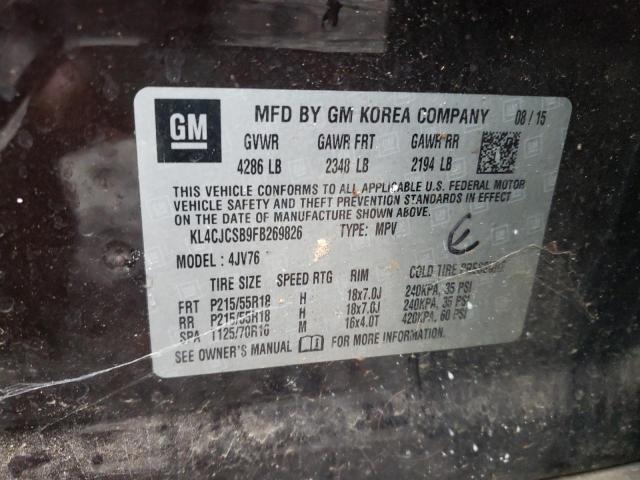 GM
MFD BY GM KOREA COMPANY 08/15
GVWR GAWR FRT GAWR RR
4286 LB 2348 LB 2194 LB
THIS VEHICLE CONFORMS TO ALL APPLICABLE U.S. FEDERAL MOTOR
VEHICLE SAFETY AND THEFT PREVENTION STANDARDS IN EFFECT
ON THE DATE OF MANUFACTURE SHOWN ABOVE.
KL4CJCSB9FB269826 TYPE: MPV
MODEL: 4JV76
TIRE SIZE SPEED RTG RIM COLD TIRE PRESSURE
FRT P215/55R18 H 18x7.0J 240KPA, 35 PSI
RR P215/55R18 H 18x7.0J 240KPA, 35 PSI
SPA T125/70R16 M 16x4.0T 420KPA, 60 PSI
SEE OWNER'S MANUAL FOR MORE INFORMATION.